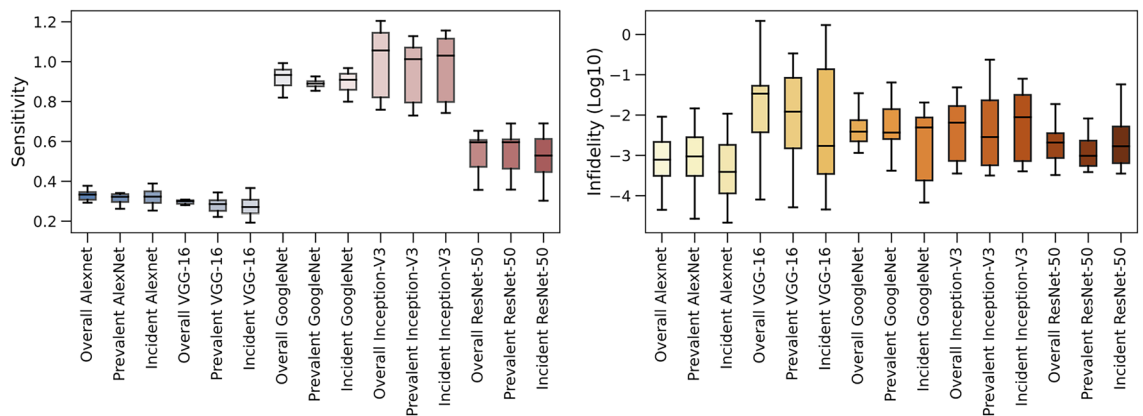 Sensitivity
1.2
1.0
0.8
0.6
0.4
0.2
Overall Alexnet
Prevalent AlexNet
Incident Alexnet
Overall VGG-16
Prevalent VGG-16
Incident VGG-16
Overall GoogleNet
Prevalent GoogleNet
Incident GoogleNet
Overall Inception-V3
Prevalent Inception-V3
Incident Inception-V3
Overall ResNet-50
Prevalent ResNet-50
Incident ResNet-50
Infidelity (Log10)
0
−1
−2
−3
−4
Overall Alexnet
Prevalent AlexNet
Incident Alexnet
Overall VGG-16
Prevalent VGG-16
Incident VGG-16
Overall GoogleNet
Prevalent GoogleNet
Incident GoogleNet
Overall Inception-V3
Prevalent Inception-V3
Incident Inception-V3
Overall ResNet-50
Prevalent ResNet-50
Incident ResNet-50